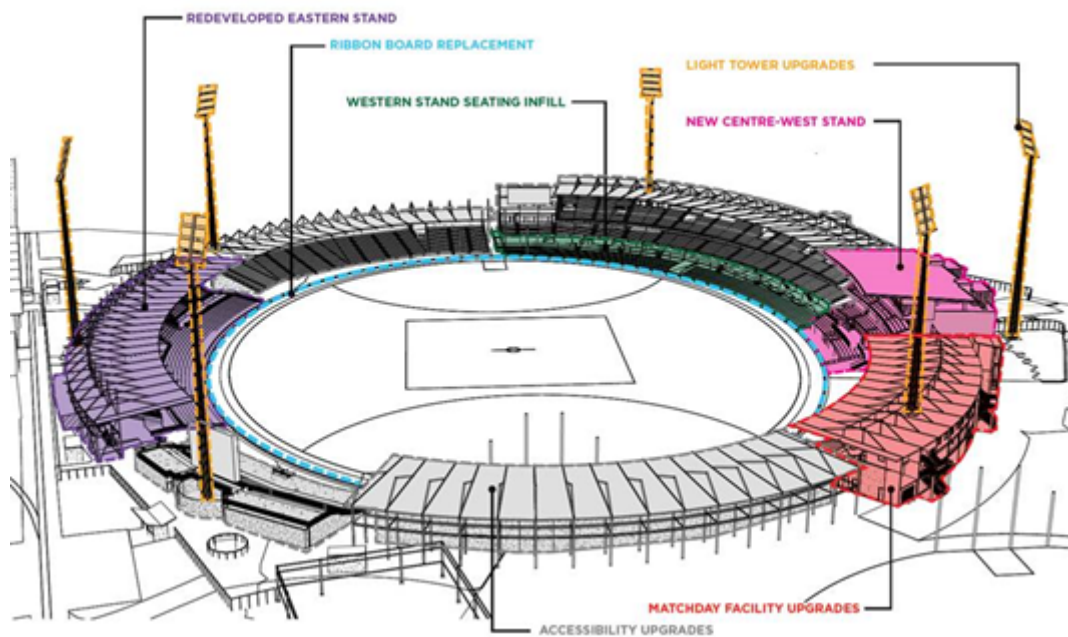 REDEVELOPED EASTERN STAND
RIBBON BOARD REPLACEMENT
LIGHT TOWER UPGRADES
WESTERN STAND SEATING INFILL
NEW CENTRE-WEST STAND
MATCHDAY FACILITY UPGRADES
ACCESSIBILITY UPGRADES